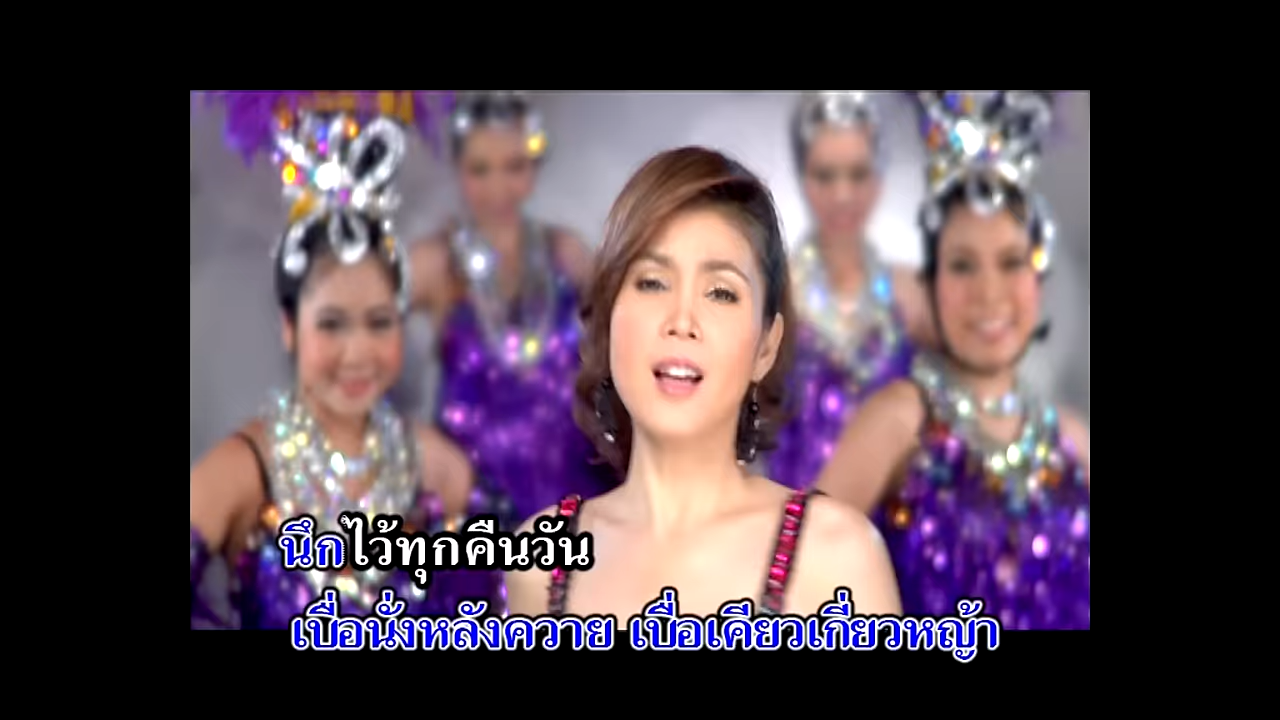 นึกไว้ทุกคืนวัน
เบื่อนั่งหลังควาย เบื่อเคียวเกี่ยวหญ้า